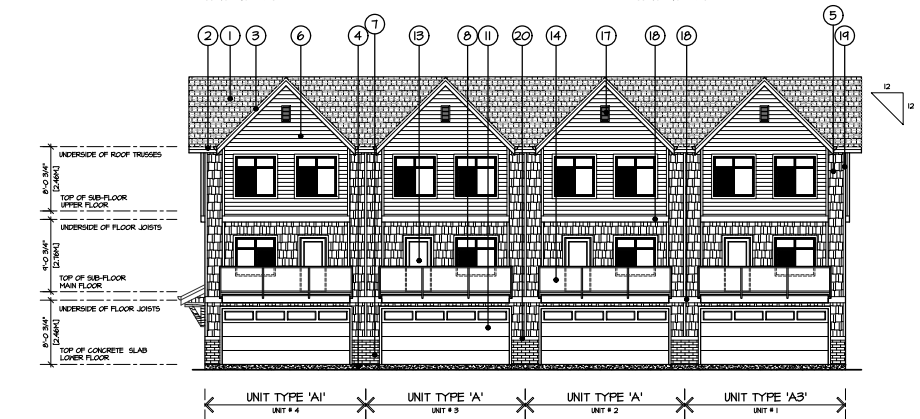 7
5
2 1 3 6 4 13 8 11 20 14 17 18 18 19
12
12
UNDERSIDE OF ROOF TRUSSES
8'-0 3/4"
[2.46M.]
TOP OF SUB-FLOOR
UPPER FLOOR
UNDERSIDE OF FLOOR JOISTS
9'-0 3/4"
[2.76M.]
TOP OF SUB-FLOOR
MAIN FLOOR
UNDERSIDE OF FLOOR JOISTS
8'-0 3/4"
[2.46M.]
TOP OF CONCRETE SLAB
LOWER FLOOR
UNIT TYPE 'A1' UNIT TYPE 'A' UNIT TYPE 'A' UNIT TYPE 'A3'
UNIT # 4 UNIT # 3 UNIT # 2 UNIT # 1